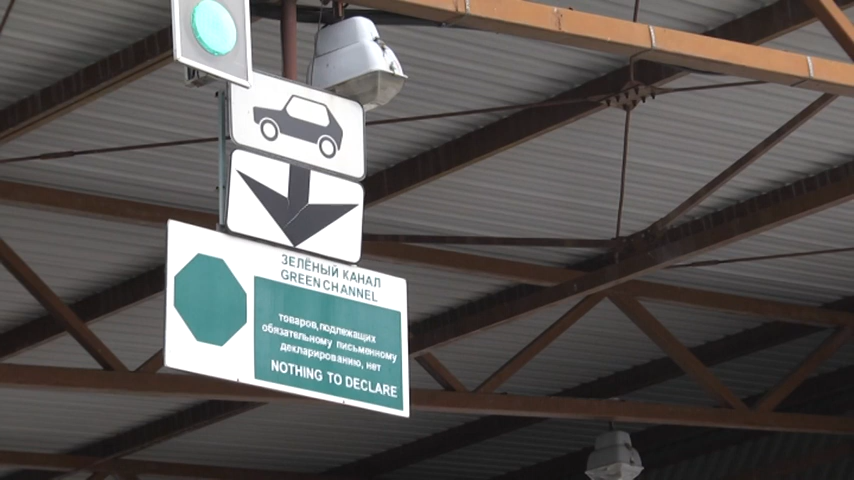 ЗЕЛЁНЫЙ КАНАЛ
GREEN CHANNEL
товаров, подлежащих
обязательному письменному
декларированию, нет
NOTHING TO DECLARE